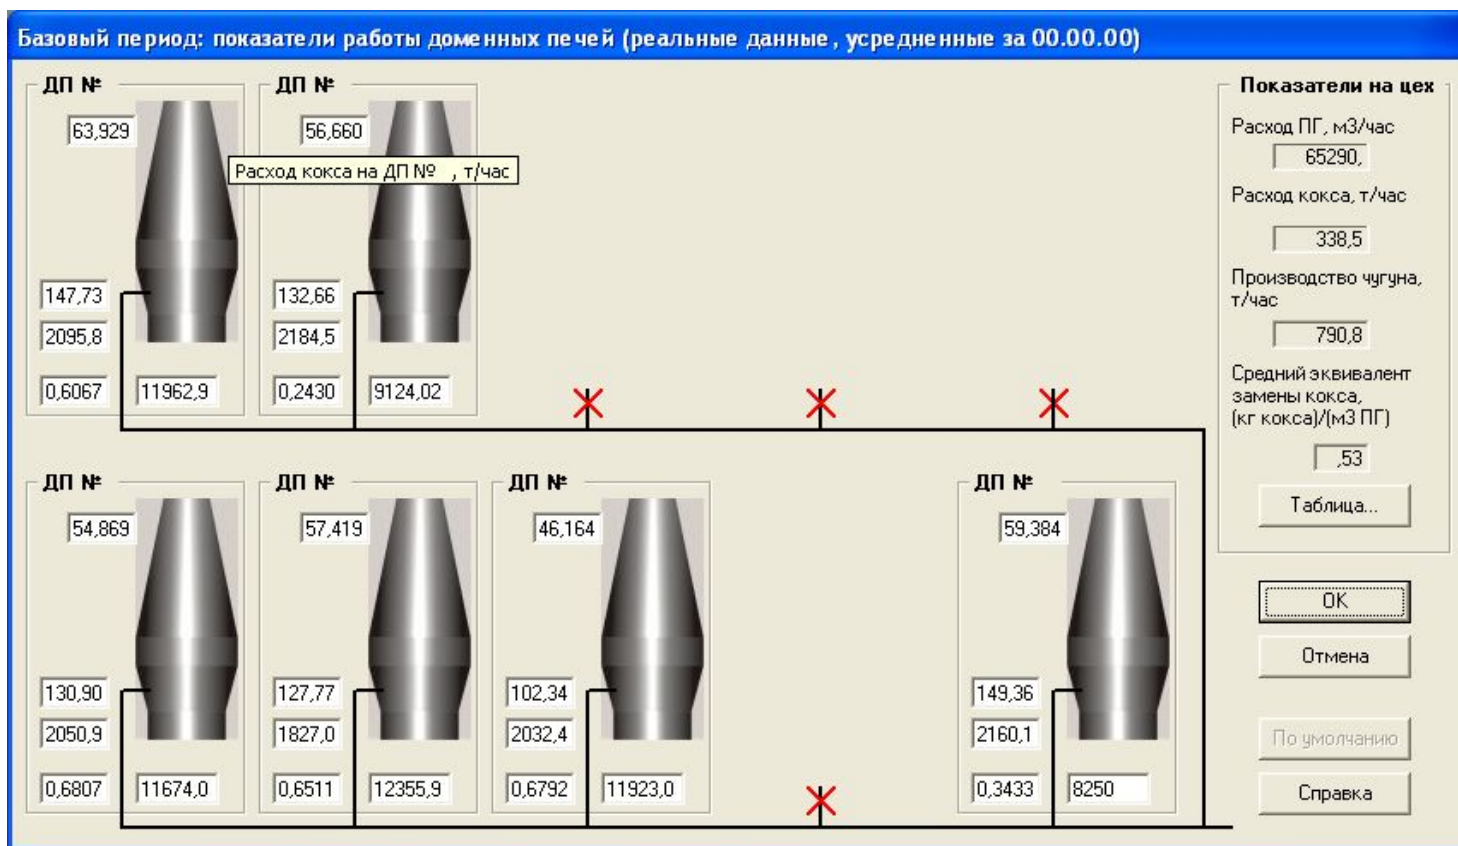 Базовый период: показатели работы доменных печей (реальные данные, усредненные за 00.00.00)
ДП №
63,929
147,73
2095,8
0,6067
11962,9
ДП №
56,660
Расход кокса на ДП № , т/час
132,66
2184,5
0,2430
9124,02
ДП №
54,869
130,90
2050,9
0,6807
11674,0
ДП №
57,419
127,77
1827,0
0,6511
12355,9
ДП №
46,164
102,34
2032,4
0,6792
11923,0
ДП №
59,384
149,36
2160,1
0,3433
8250
Показатели на цех
Расход ПГ, м3/час
65290,
Расход кокса, т/час
338,5
Производство чугуна,
т/час
790,8
Средний эквивалент
замены кокса,
(кг кокса)/(м3 ПГ)
,53
Таблица...
OK
Отмена
По умолчанию
Справка